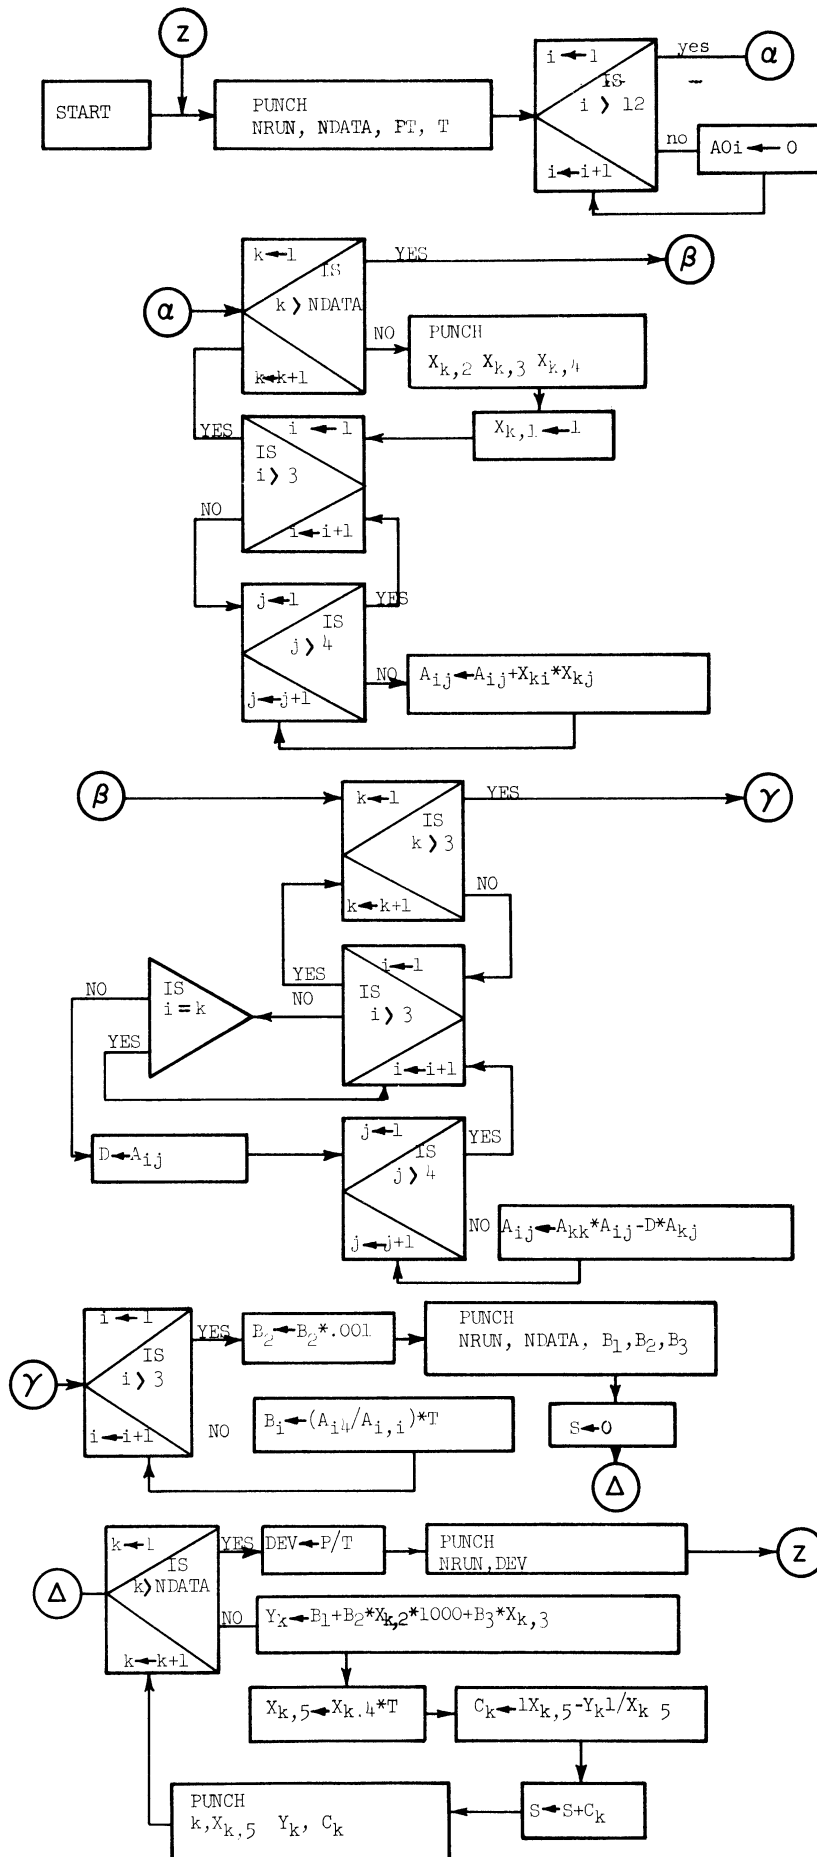 Z
START
PUNCH
NRUN, NDATA, PT, T
i←1
IS
i > 12
i←i+1
yes
α
no
AOi ← O
α
k←1
IS
k > NDATA
k←k+1
YES
β
NO
PUNCH
Xk,2 Xk,3 Xk,4
Xk,1←1
i ←1
IS
i > 3
i←i+1
YES
NO
j←1
IS
j > 4
j←j+1
YES
NO
Aij←Aij+Xki*Xkj
β
k←1
IS
k > 3
k←k+1
YES
γ
NO
i←1
IS
i > 3
i←i+1
YES
NO
IS
i = k
NO
YES
D←Aij
j←1
IS
j > 4
j←j+1
YES
NO
Aij←Akk*Aij-D*Akj
γ
i←1
IS
i > 3
i←i+1
YES
B2←B2*.001
PUNCH
NRUN, NDATA, B1,B2,B3
NO
Bi←(Ai4/Ai,i)*T
S←O
Δ
Δ
k←1
IS
k>NDATA
k←k+1
YES
DEV←P/T
PUNCH
NRUN,DEV
Z
NO
Yk←B1+B2*Xk,2*1000+B3*Xk,3
Xk,5←Xk.4*T
Ck←1Xk,5-Yk1/Xk 5
S←S+Ck
PUNCH
k,Xk,5 Yk, Ck